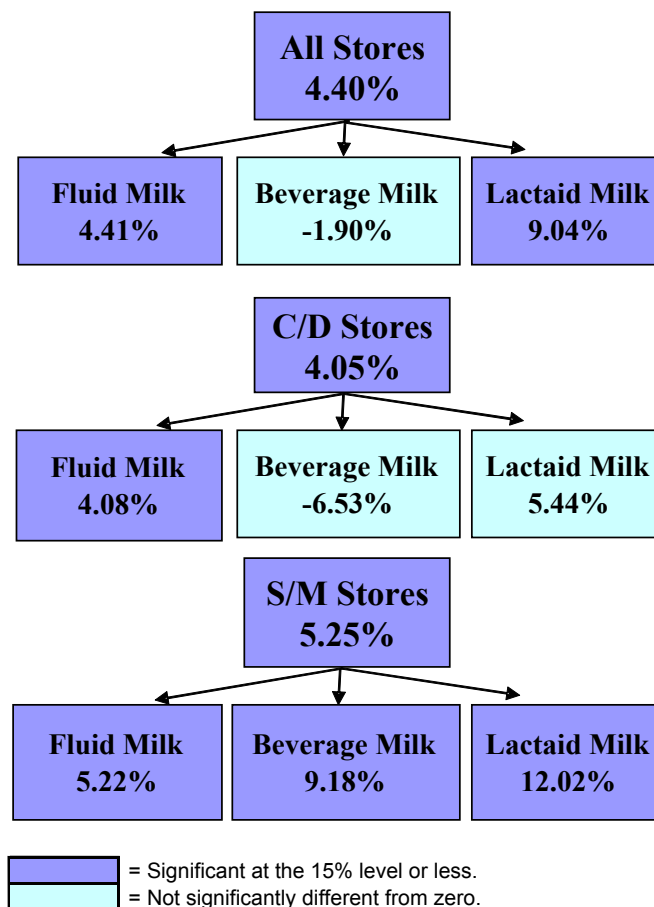 All Stores
4.40%
Fluid Milk
4.41%
Beverage Milk
-1.90%
Lactaid Milk
9.04%
C/D Stores
4.05%
Fluid Milk
4.08%
Beverage Milk
-6.53%
Lactaid Milk
5.44%
S/M Stores
5.25%
Fluid Milk
5.22%
Beverage Milk
9.18%
Lactaid Milk
12.02%
= Significant at the 15% level or less.
= Not significantly different from zero.